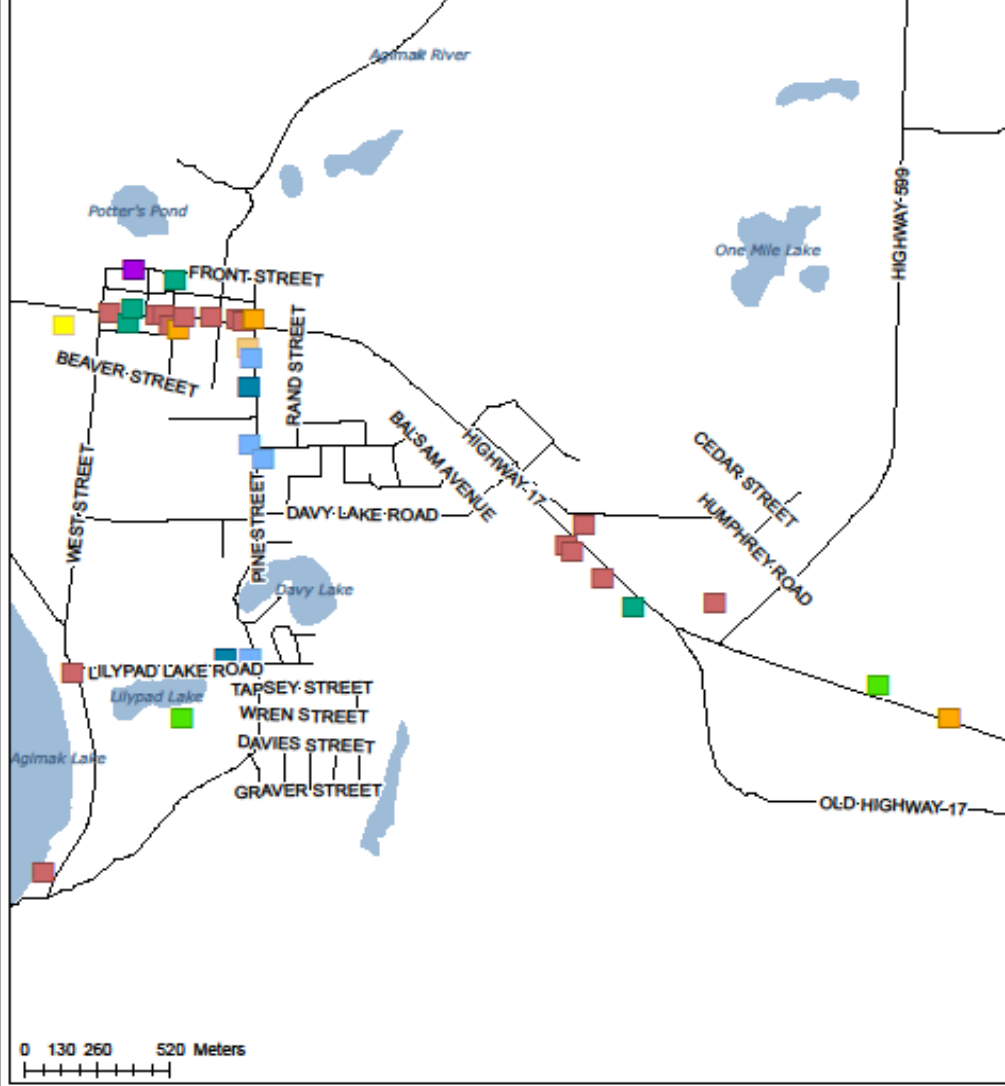 Agimak River
HIGHWAY-599
Potter's Pond
One Mile Lake
FRONT STREET
RAND STREET
BEAVER STREET
BALSAM AVENUE
HIGHWAY-17
CEDAR STREET
WEST STREET
PINE STREET
DAVY LAKE ROAD
HUMPHREY ROAD
Davy Lake
LILYPAD LAKE ROAD
TAPSEY STREET
Lilypad Lake
WREN STREET
DAVIES STREET
Agimak Lake
GRAVER STREET
OLD HIGHWAY-17
0 130 260 520 Meters